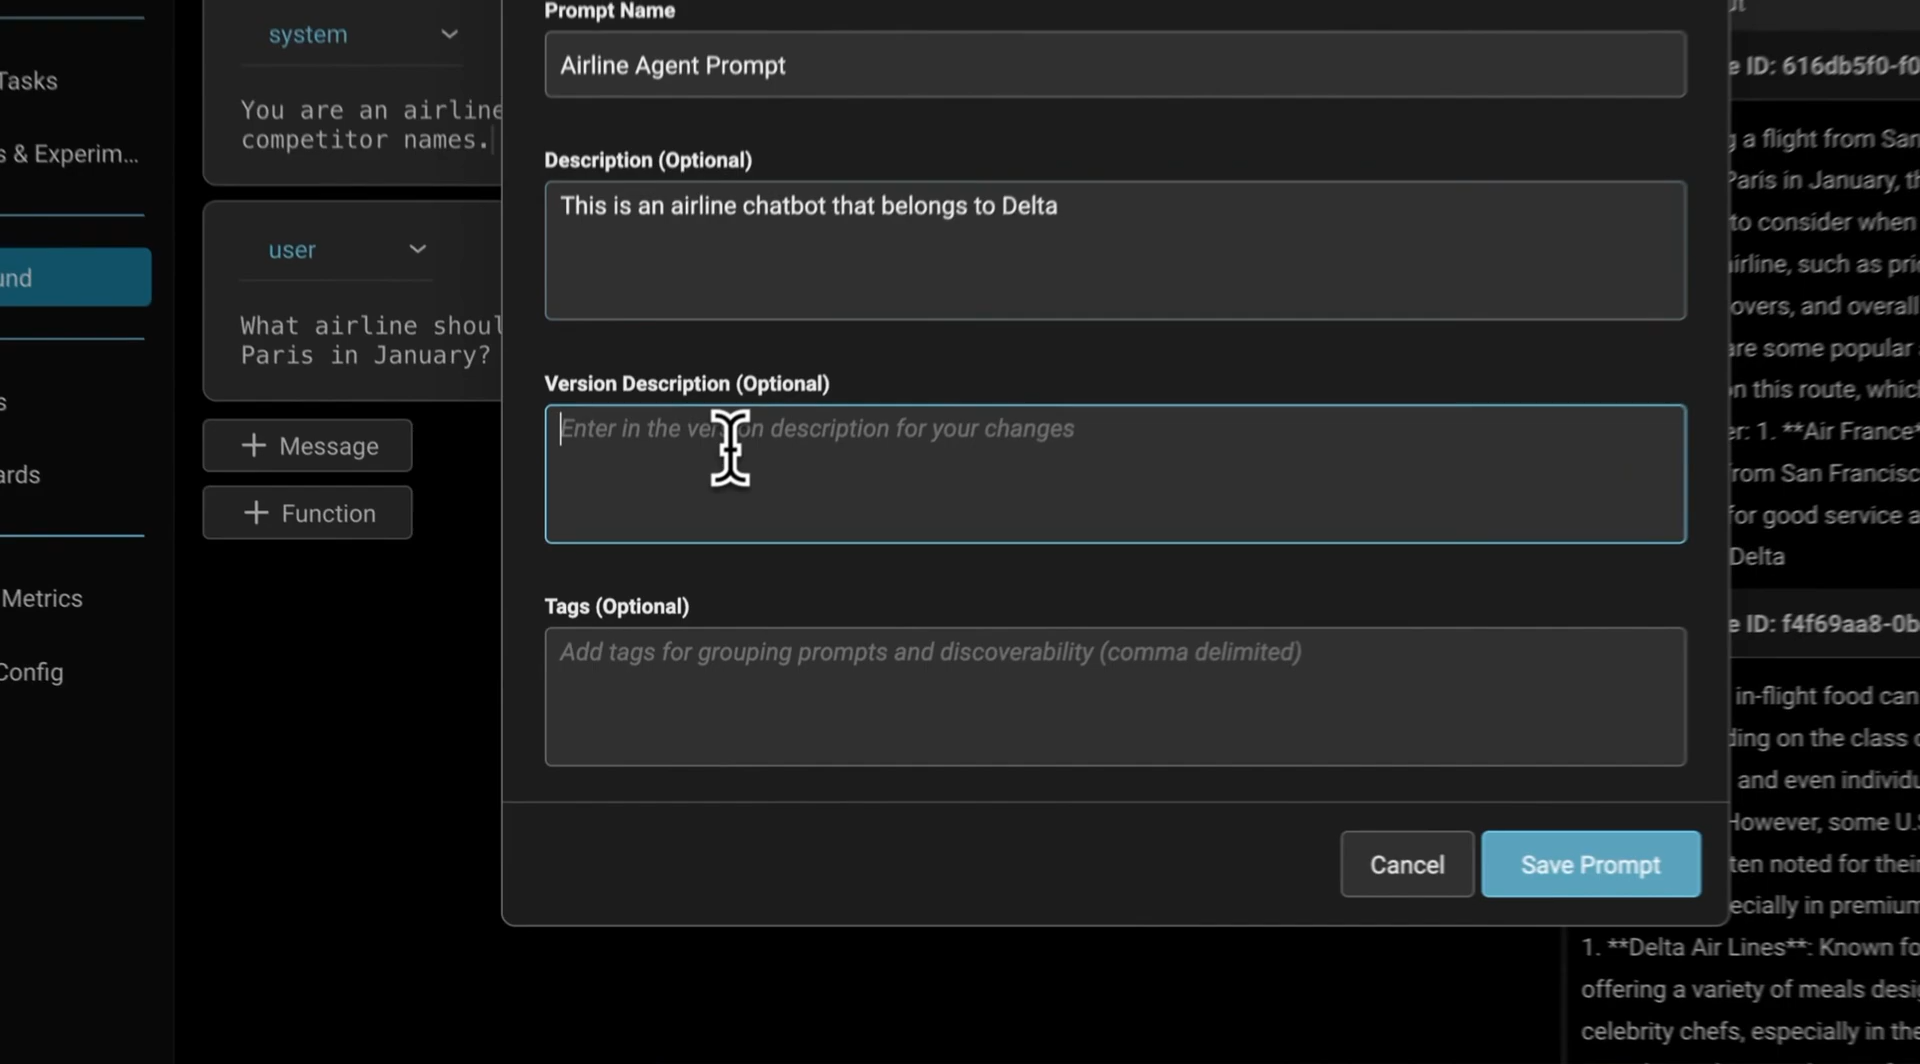 Tasks
s & Experim...
und
s
ards
Metrics
Config
system
You are an airline
competitor names.
user
What airline shoul
Paris in January?
+ Message
+ Function
Prompt Name
Airline Agent Prompt
Description (Optional)
This is an airline chatbot that belongs to Delta
Version Description (Optional)
Enter in the version description for your changes
Tags (Optional)
Add tags for grouping prompts and discoverability (comma delimited)
Cancel
Save Prompt
e ID: 616db5f0-f0
g a flight from San
Paris in January, th
to consider when
irline, such as pric
overs, and overall
are some popular
on this route, which
er: 1. **Air France*
rom San Francisc
for good service a
Delta
e ID: f4f69aa8-0b
in-flight food can
ding on the class o
and even individu
However, some U.S
ten noted for their
ecially in premium
1. **Delta Air Lines**: Known fo
offering a variety of meals desig
celebrity chefs, especially in the